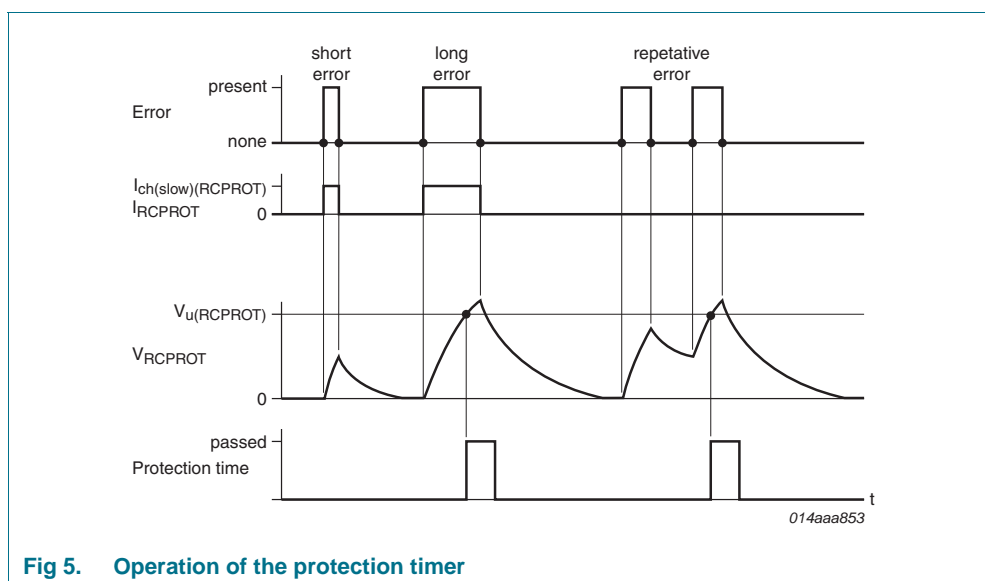 short error
long error
repetative error
present
Error
none
Ich(slow)(RCPROT)
IRCPROT
0
Vu(RCPROT)
VRCPROT
0
passed
Protection time
t
014aaa853
Fig 5. Operation of the protection timer